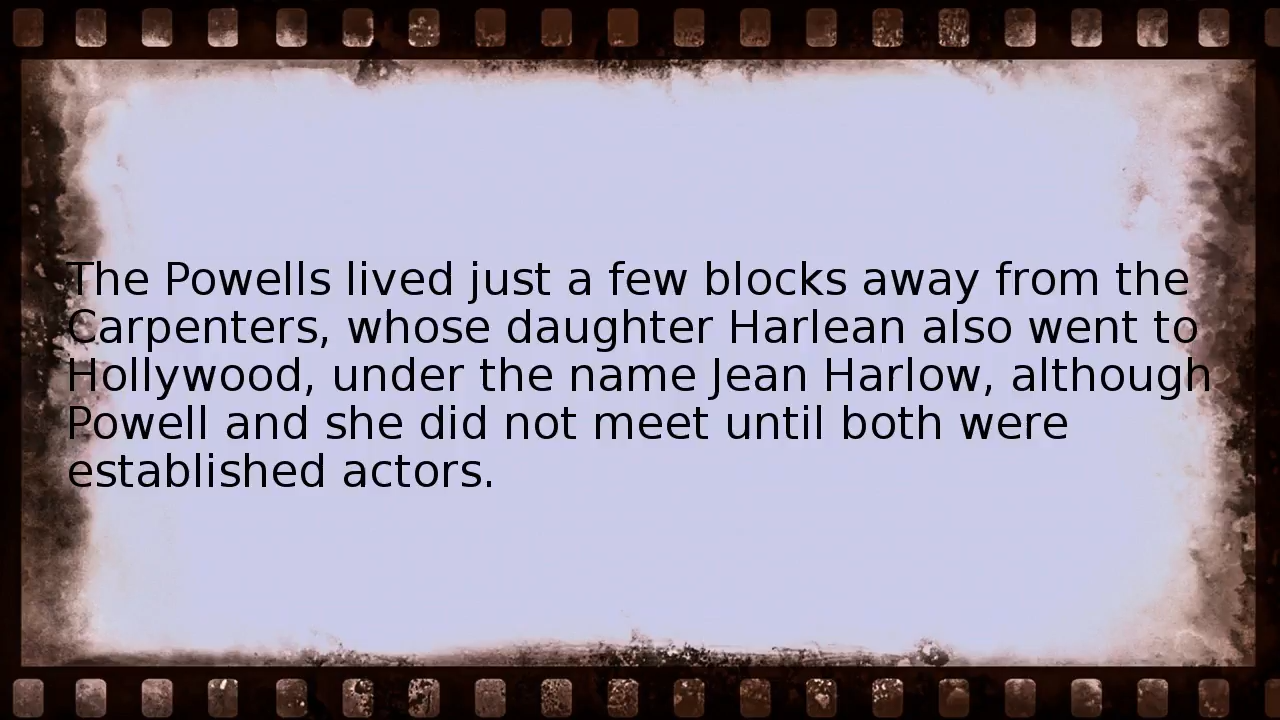 The Powells lived just a few blocks away from the
Carpenters, whose daughter Harlean also went to
Hollywood, under the name Jean Harlow, although
Powell and she did not meet until both were
established actors.